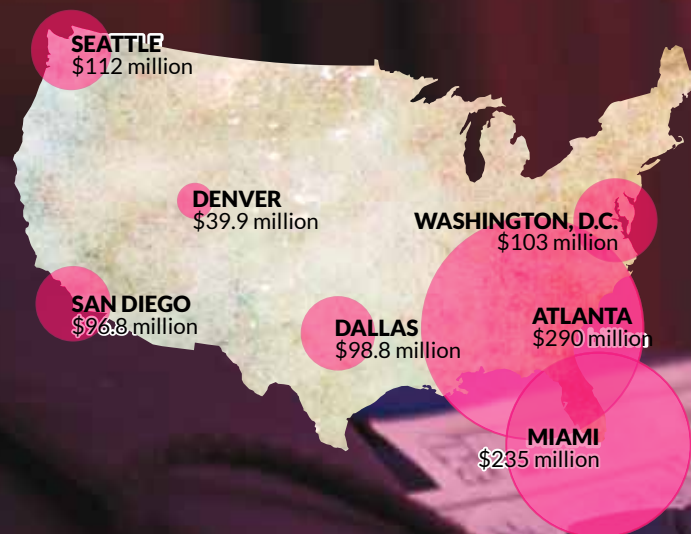 SEATTLE
$112 million
DENVER
$39.9 million
WASHINGTON, D.C.
$103 million
SAN DIEGO
$96.8 million
DALLAS
$98.8 million
ATLANTA
$290 million
MIAMI
$235 million